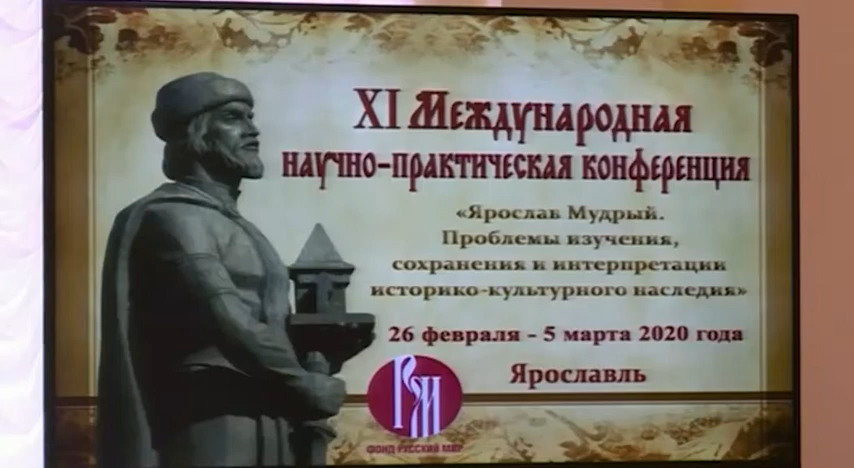 XI Международная
научно-практическая конференция
«Ярослав Мудрый.
Проблемы изучения,
сохранения и интерпретации
историко-культурного наследия»
26 февраля - 5 марта 2020 года
Ярославль
РМ
ФОНД РУССКИЙ МИР